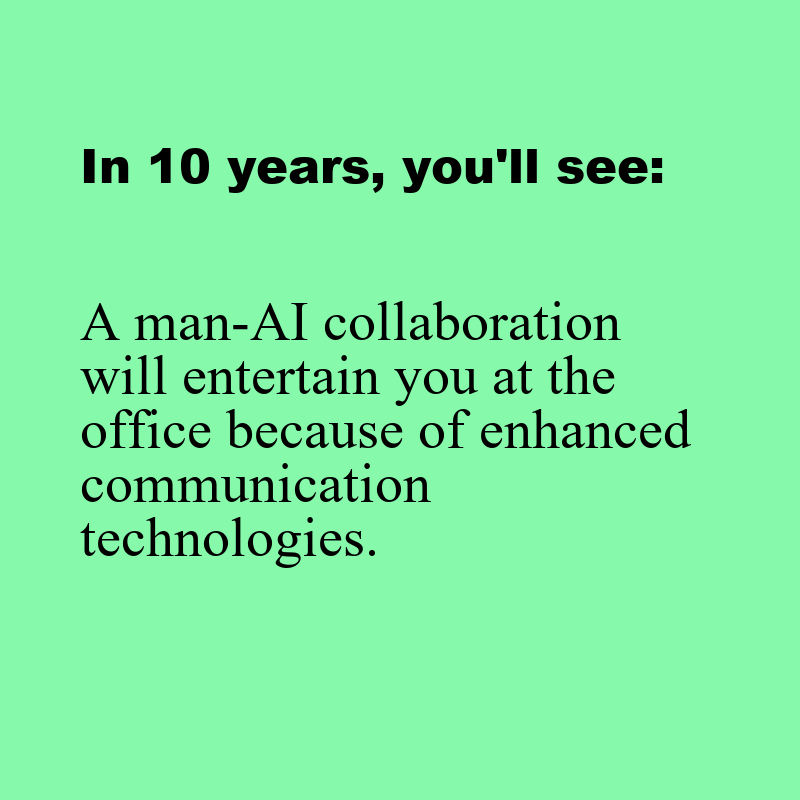 In 10 years, you'll see:
A man-AI collaboration
will entertain you at the
office because of enhanced
communication
technologies.